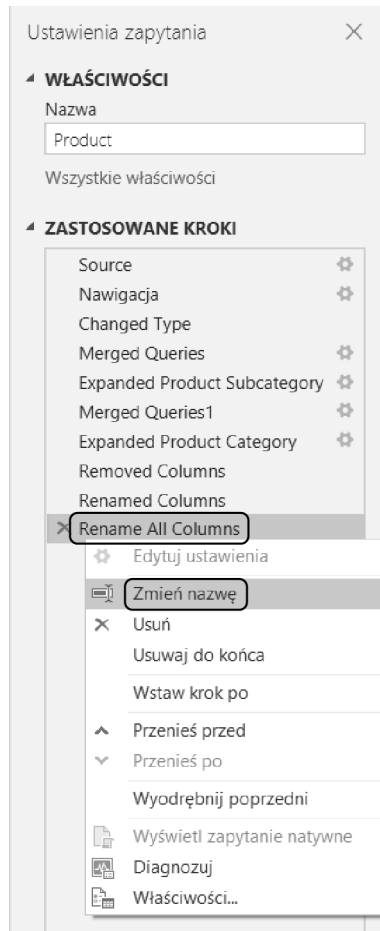 Ustawienia zapytania
WŁAŚCIWOŚCI
Nazwa
Product
Wszystkie właściwości
ZASTOSOWANE KROKI
Source
Nawigacja
Changed Type
Merged Queries
Expanded Product Subcategory
Merged Queries1
Expanded Product Category
Removed Columns
Renamed Columns
Rename All Columns
Edytuj ustawienia
Zmień nazwę
Usuń
Usuwaj do końca
Wstaw krok po
Przenieś przed
Przenieś po
Wyodrębnij poprzedni
Wyświetl zapytanie natywne
Diagnozuj
Właściwości...